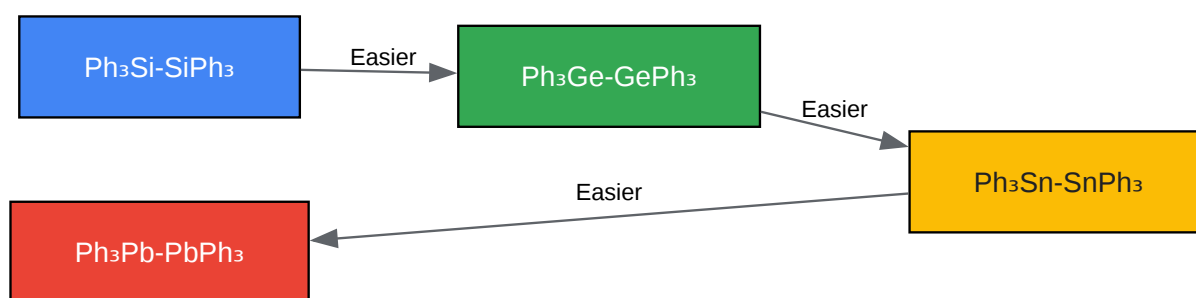 Ph₃Si-SiPh₃
Easier
Ph₃Ge-GePh₃
Easier
Ph₃Sn-SnPh₃
Easier
Ph₃Pb-PbPh₃